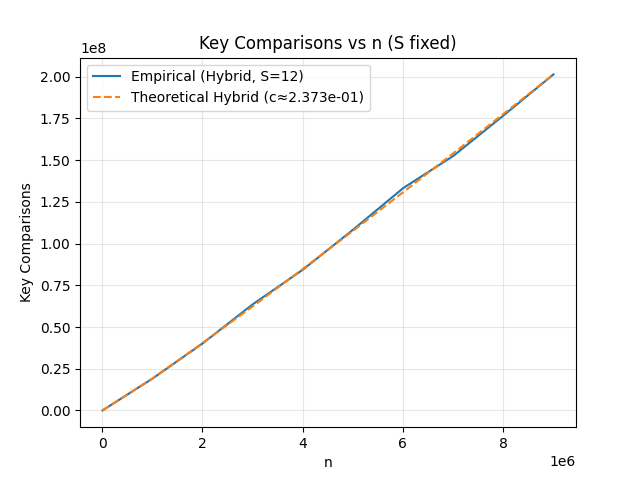 Key Comparisons vs n (S fixed)
1e8
Empirical (Hybrid, S=12)
Theoretical Hybrid (c≈2.373e-01)
2.00
1.75
1.50
1.25
1.00
0.75
0.50
0.25
0.00
Key Comparisons
0 2 4 6 8
1e6
n